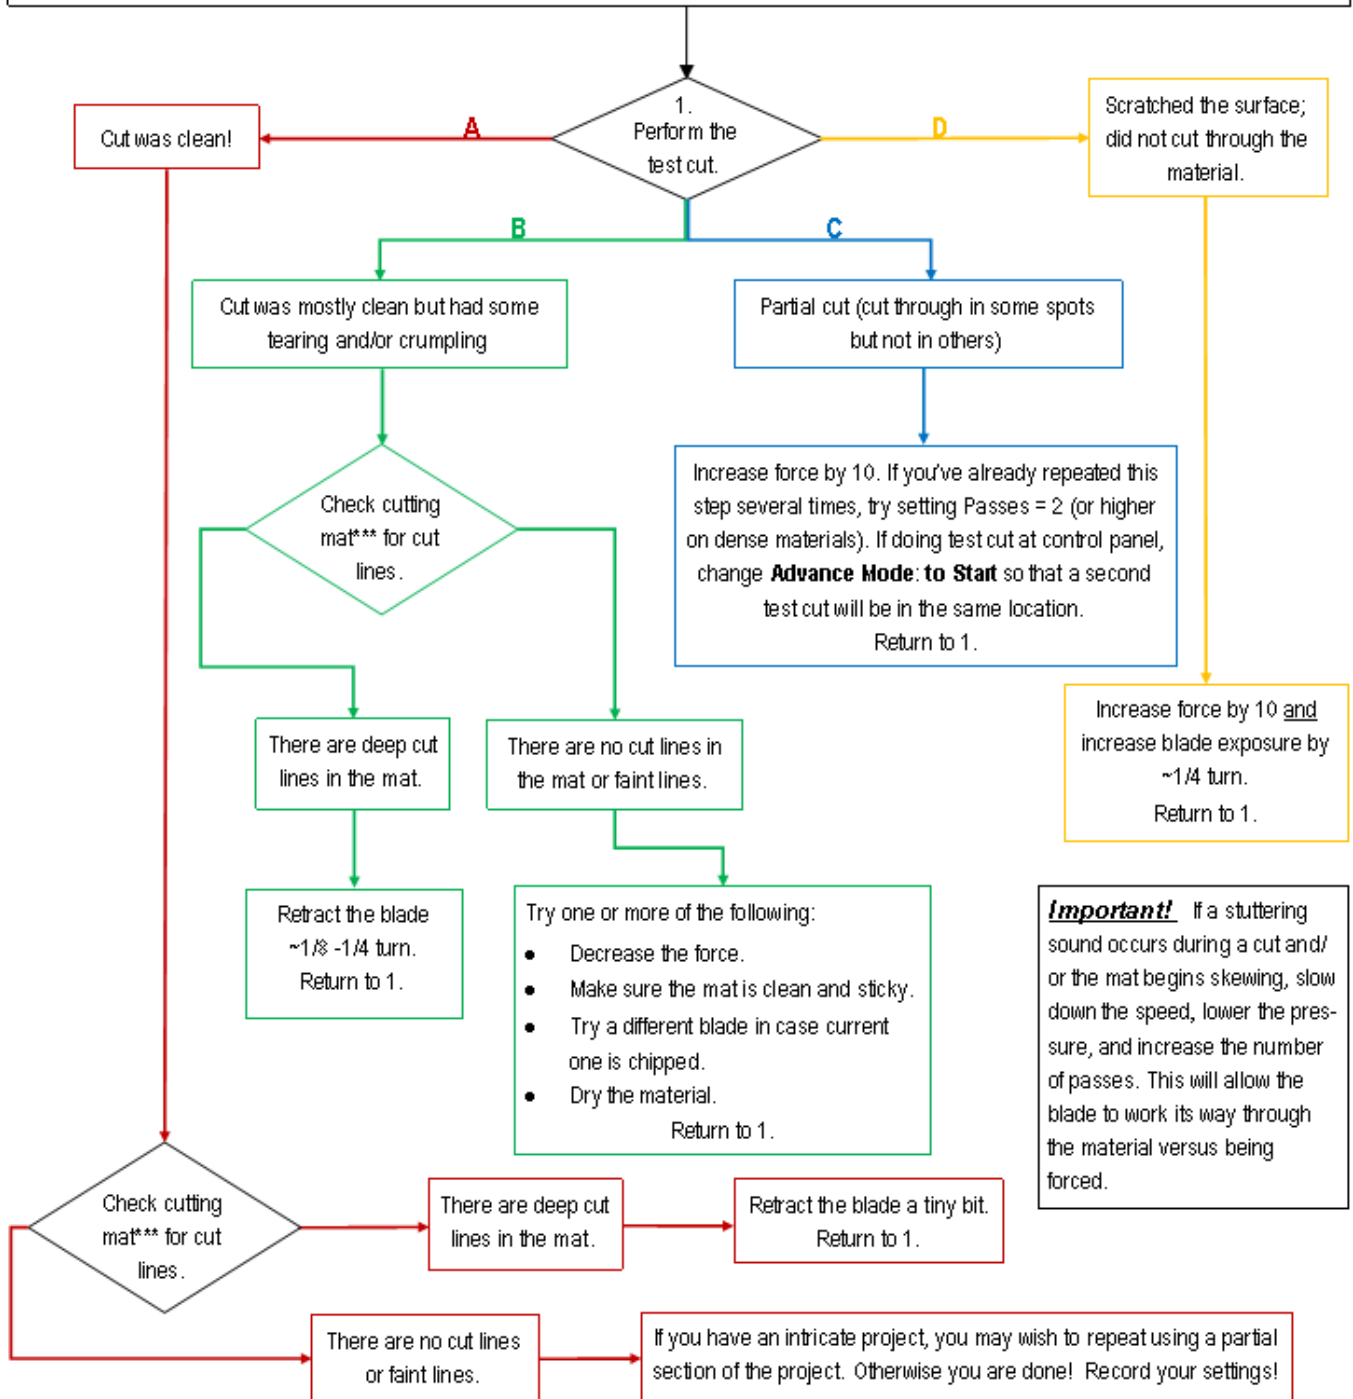 1.
Perform the
test cut.
A
Cut was clean!
D
Scratched the surface;
did not cut through the
material.
B
C
Cut was mostly clean but had some
tearing and/or crumpling
Partial cut (cut through in some spots
but not in others)
Check cutting
mat*** for cut
lines.
Increase force by 10. If you've already repeated this
step several times, try setting Passes = 2 (or higher
on dense materials). If doing test cut at control panel,
change Advance Mode: to Start so that a second
test cut will be in the same location.
Return to 1.
There are deep cut
lines in the mat.
There are no cut lines in
the mat or faint lines.
Increase force by 10 and
increase blade exposure by
~1/4 turn.
Return to 1.
Retract the blade
~1/8 -1/4 turn.
Return to 1.
Try one or more of the following:
● Decrease the force.
● Make sure the mat is clean and sticky.
● Try a different blade in case current
one is chipped.
● Dry the material.
Return to 1.
Important! If a stuttering
sound occurs during a cut and/
or the mat begins skewing, slow
down the speed, lower the pres-
sure, and increase the number
of passes. This will allow the
blade to work its way through
the material versus being
forced.
Check cutting
mat*** for cut
lines.
There are deep cut
lines in the mat.
Retract the blade a tiny bit.
Return to 1.
There are no cut lines
or faint lines.
If you have an intricate project, you may wish to repeat using a partial
section of the project. Otherwise you are done! Record your settings!